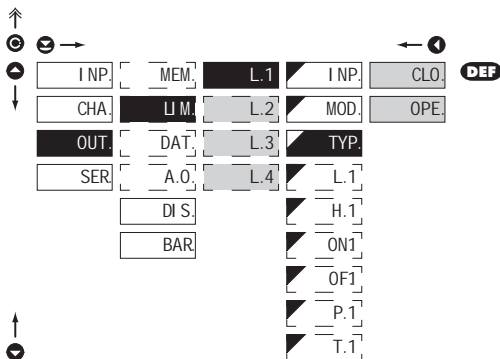 INP. MEM. L.1 INP. CLO. DEF
CHA. LIM. L.2 MOD. OPE.
OUT. DAT. L.3 TYP.
SER. A.O. L.4 L.1
DIS. H.1
BAR. ON1
OF1
P.1
T.1